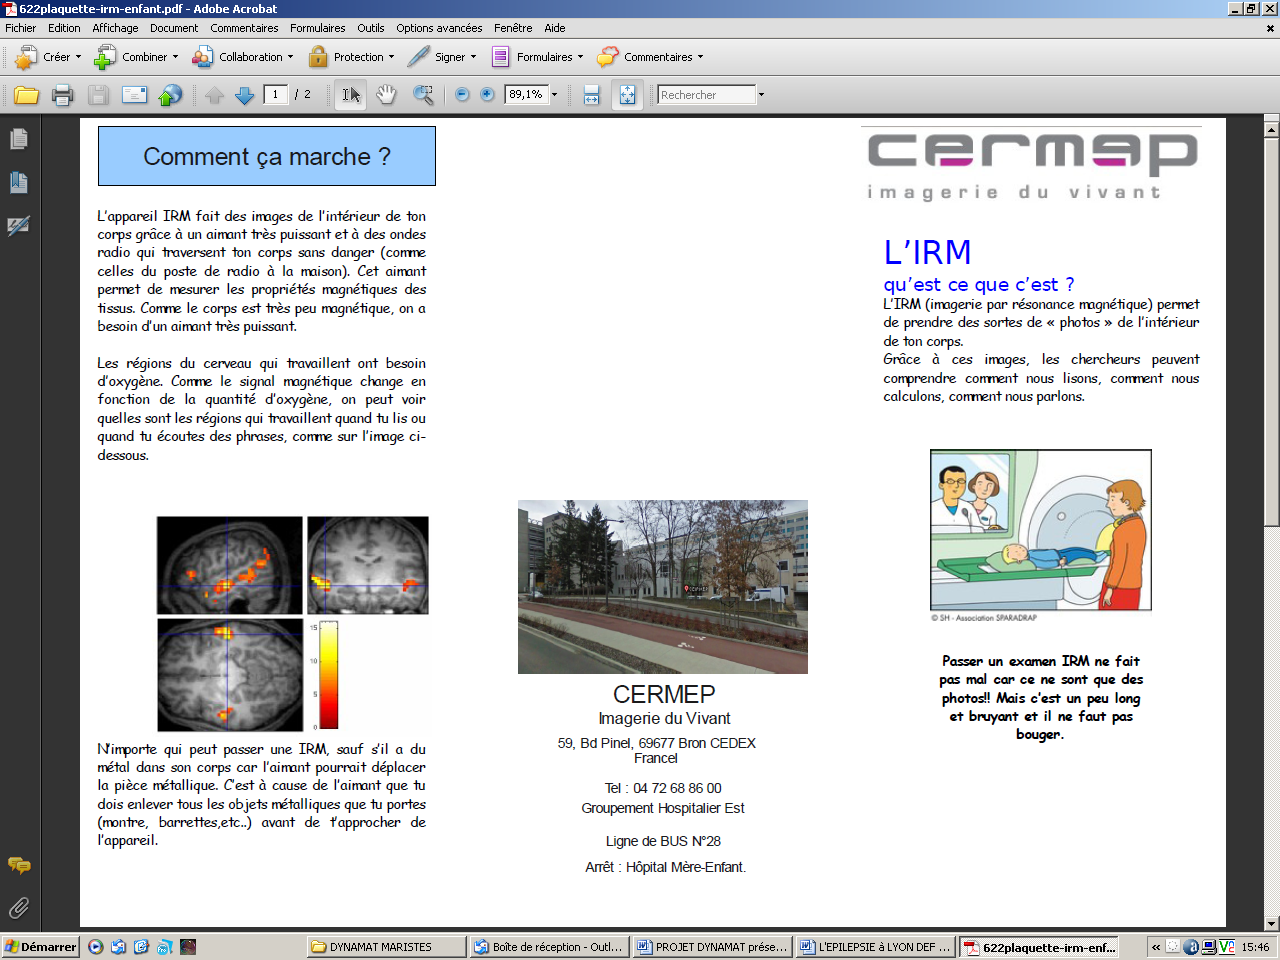 622plaquette-irm-enfant.pdf - Adobe Acrobat
Fichier Edition Affichage Document Commentaires Formulaires Outils Options avancées Fenêtre Aide
Créer Combiner Collaboration Protection Signer Formulaires Commentaires
1 / 2 89,1% Rechercher
Comment ça marche ?
L'appareil IRM fait des images de l'intérieur de ton
corps grâce à un aimant très puissant et à des ondes
radio qui traversent ton corps sans danger (comme
celles du poste de radio à la maison). Cet aimant
permet de mesurer les propriétés magnétiques des
tissus. Comme le corps est très peu magnétique, on a
besoin d'un aimant très puissant.
Les régions du cerveau qui travaillent ont besoin
d'oxygène. Comme le signal magnétique change en
fonction de la quantité d'oxygène, on peut voir
quelles sont les régions qui travaillent quand tu lis ou
quand tu écoutes des phrases, comme sur l'image ci-
dessous.
15
10
5
0
N'importe qui peut passer une IRM, sauf s'il a du
métal dans son corps car l'aimant pourrait déplacer
la pièce métallique. C'est à cause de l'aimant que tu
dois enlever tous les objets métalliques que tu portes
(montre, barrettes,etc..) avant de t'approcher de
l'appareil.
CERMEP
CERMEP
Imagerie du Vivant
59, Bd Pinel, 69677 Bron CEDEX
Francel
Tel : 04 72 68 86 00
Groupement Hospitalier Est
Ligne de BUS N°28
Arrêt : Hôpital Mère-Enfant.
cermep
imagerie du vivant
L'IRM
qu'est ce que c'est ?
L'IRM (imagerie par résonance magnétique) permet
de prendre des sortes de « photos » de l'intérieur
de ton corps.
Grâce à ces images, les chercheurs peuvent
comprendre comment nous lisons, comment nous
calculons, comment nous parlons.
© SH - Association SPARADRAP
Passer un examen IRM ne fait
pas mal car ce ne sont que des
photos!! Mais c'est un peu long
et bruyant et il ne faut pas
bouger.
Démarrer DYNAMAT MARISTES Boîte de réception - Outl... PROJET DYNAMAT prése... L'EPILEPSIE à LYON DEF ... 622plaquette-irm-enf... « 15:46